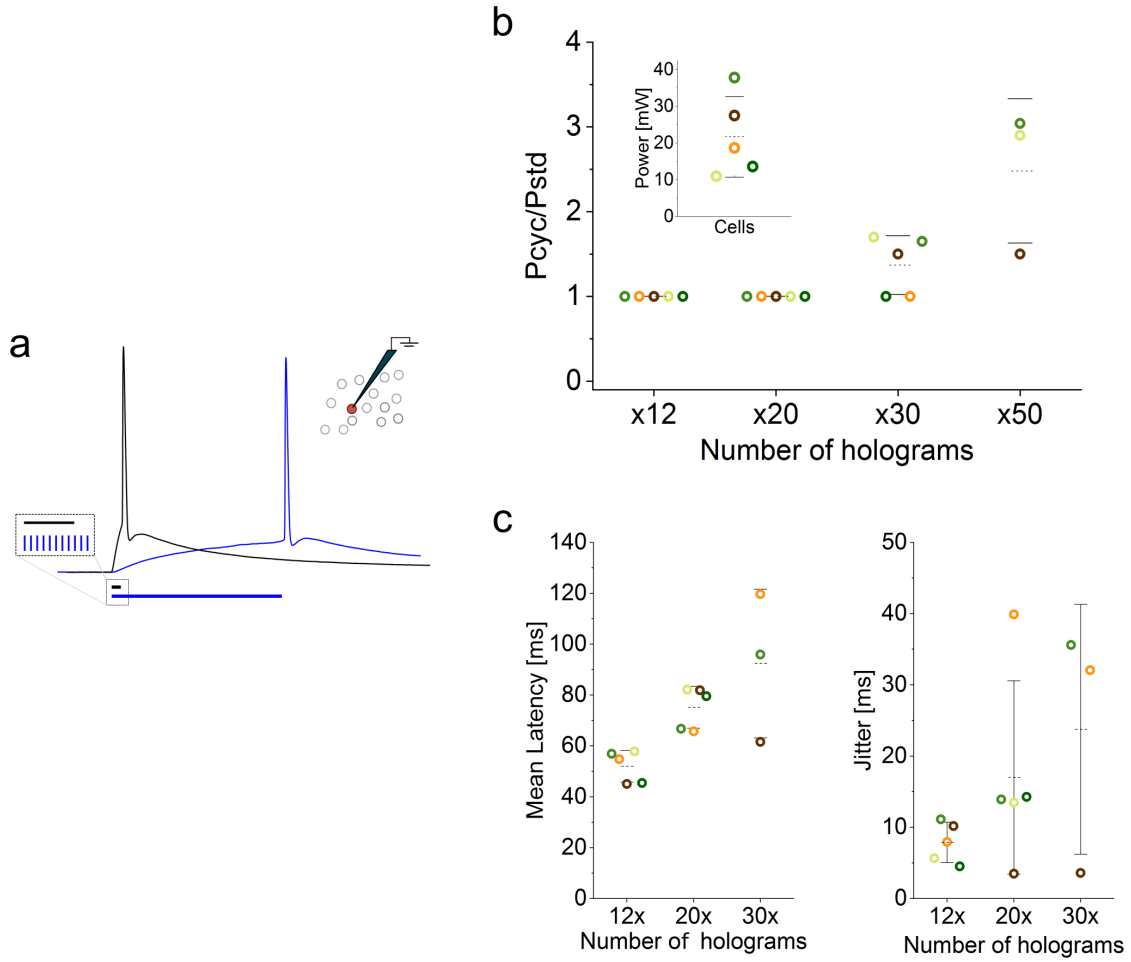 a
b
Pcyc/Pstd
4
3
2
1
0
x12 x20 x30 x50
Number of holograms
Power [mW]
40
30
20
10
0
Cells
c
Mean Latency [ms]
140
120
100
80
60
40
20
0
12x 20x 30x
Number of holograms
Jitter [ms]
50
40
30
20
10
0
12x 20x 30x
Number of holograms